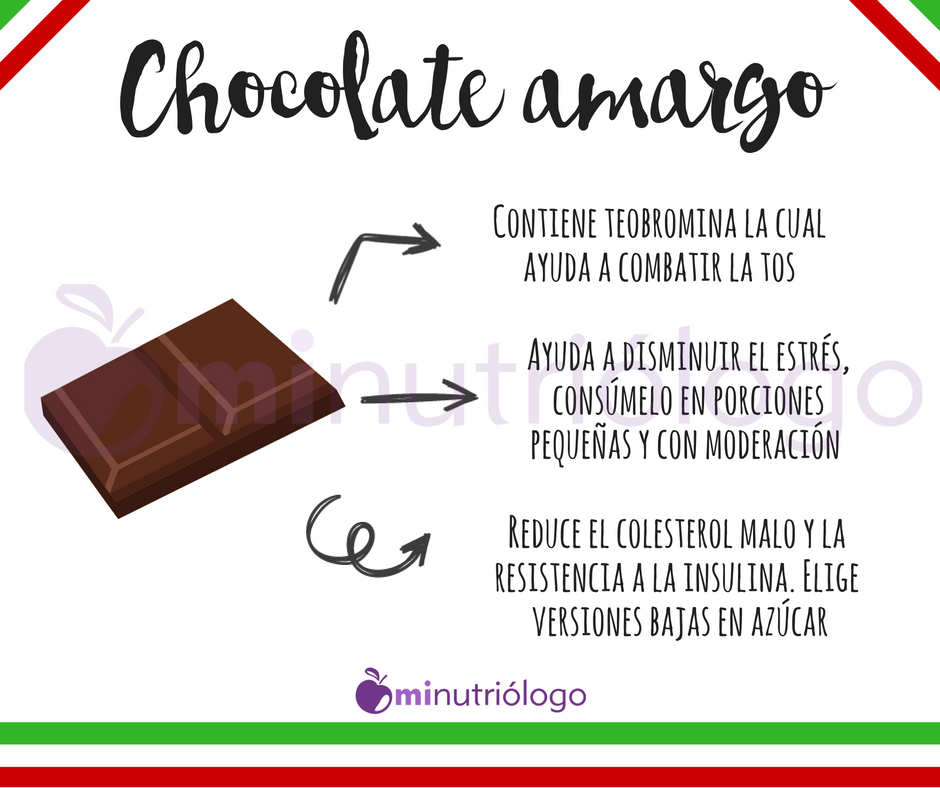 Chocolate amargo
CONTIENE TEOBROMINA LA CUAL
AYUDA A COMBATIR LA TOS
AYUDA A DISMINUIR EL ESTRÉS,
CONSÚMELO EN PORCIONES
PEQUEÑAS Y CON MODERACIÓN
REDUCE EL COLESTEROL MALO Y LA
RESISTENCIA A LA INSULINA. ELIGE
VERSIONES BAJAS EN AZÚCAR
minutriólogo
minutriólogo